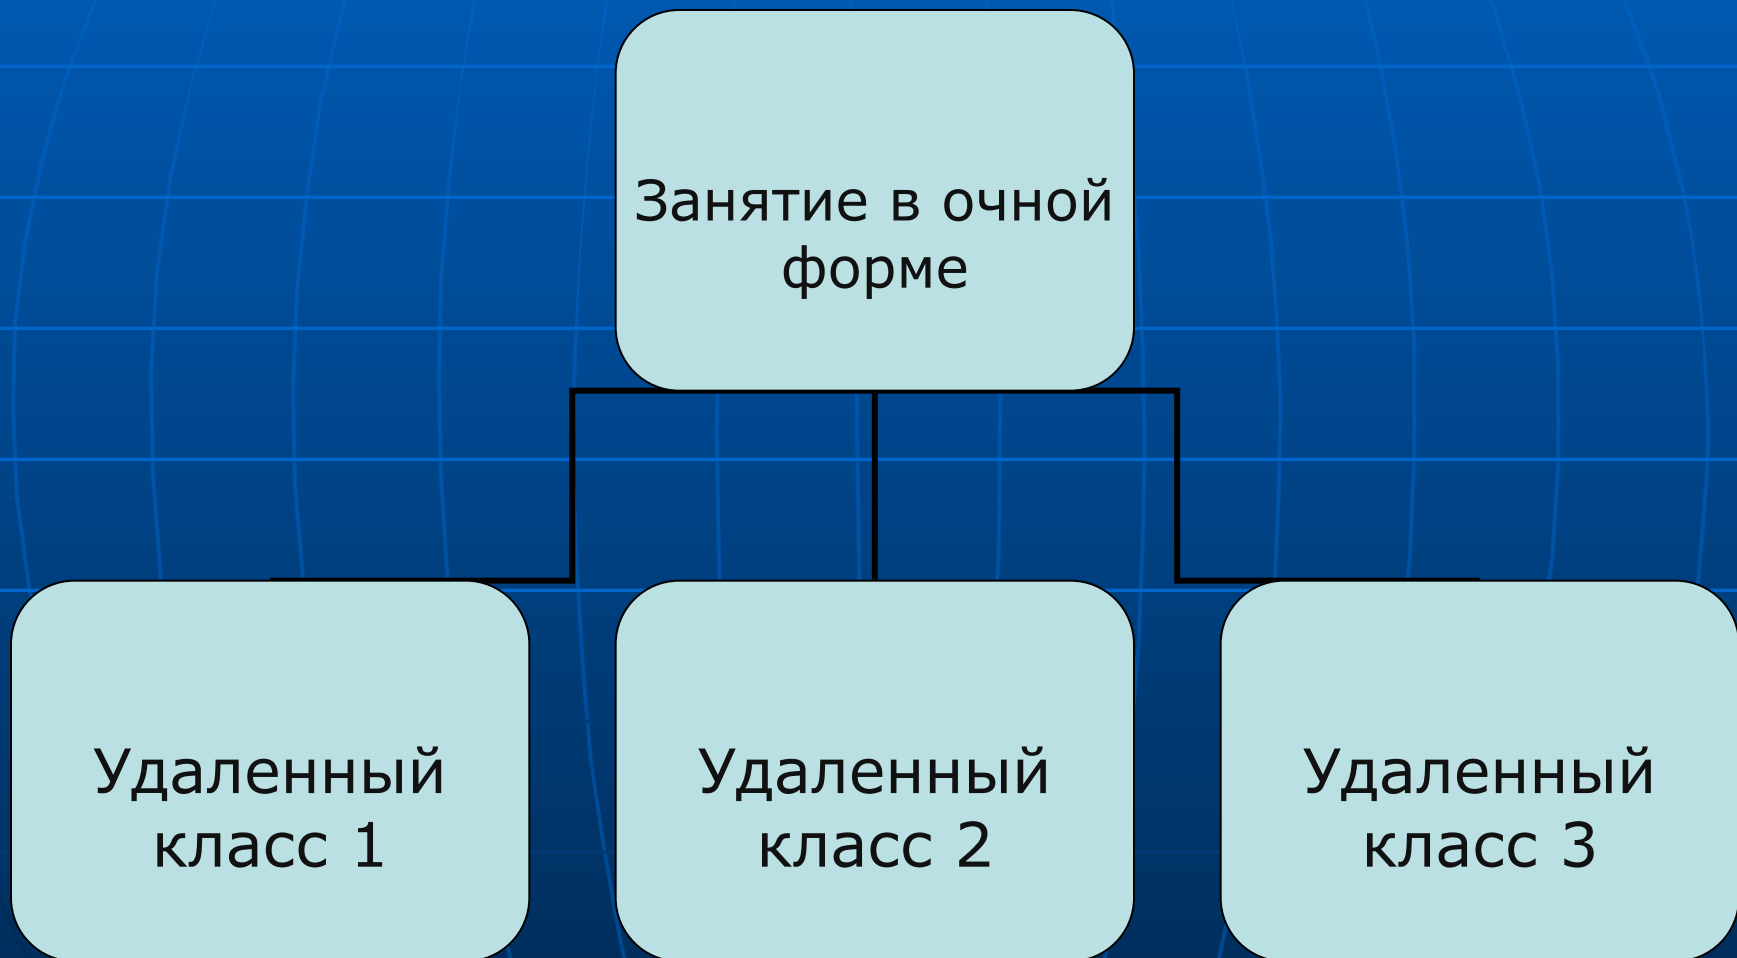 Занятие в очной
форме
Удаленный
класс 1
Удаленный
класс 2
Удаленный
класс 3